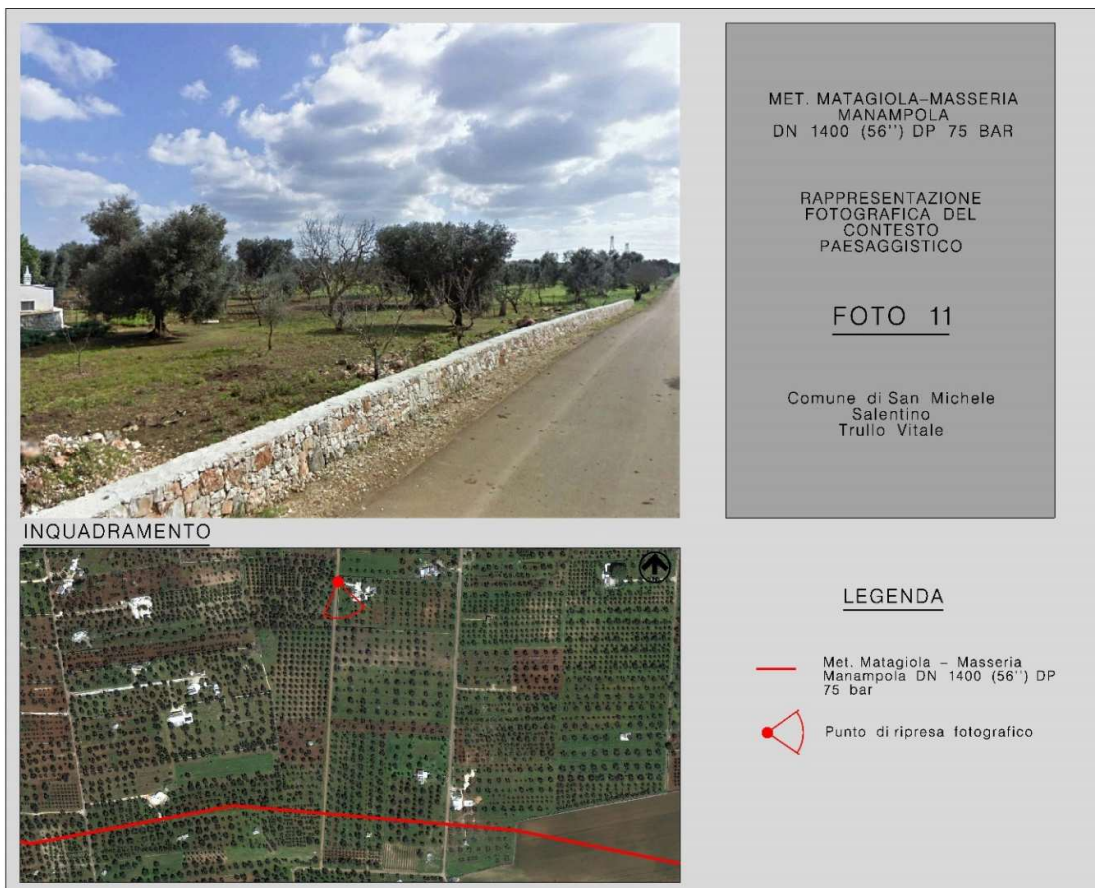 MET. MATAGIOLA–MASSERIA
MANAMPOLA
DN 1400 (56'') DP 75 BAR
RAPPRESENTAZIONE
FOTOGRAFICA DEL
CONTESTO
PAESAGGISTICO
FOTO 11
Comune di San Michele
Salentino
Trullo Vitale
INQUADRAMENTO
LEGENDA
Met. Matagiola – Masseria
Manampola DN 1400 (56'') DP
75 bar
Punto di ripresa fotografico